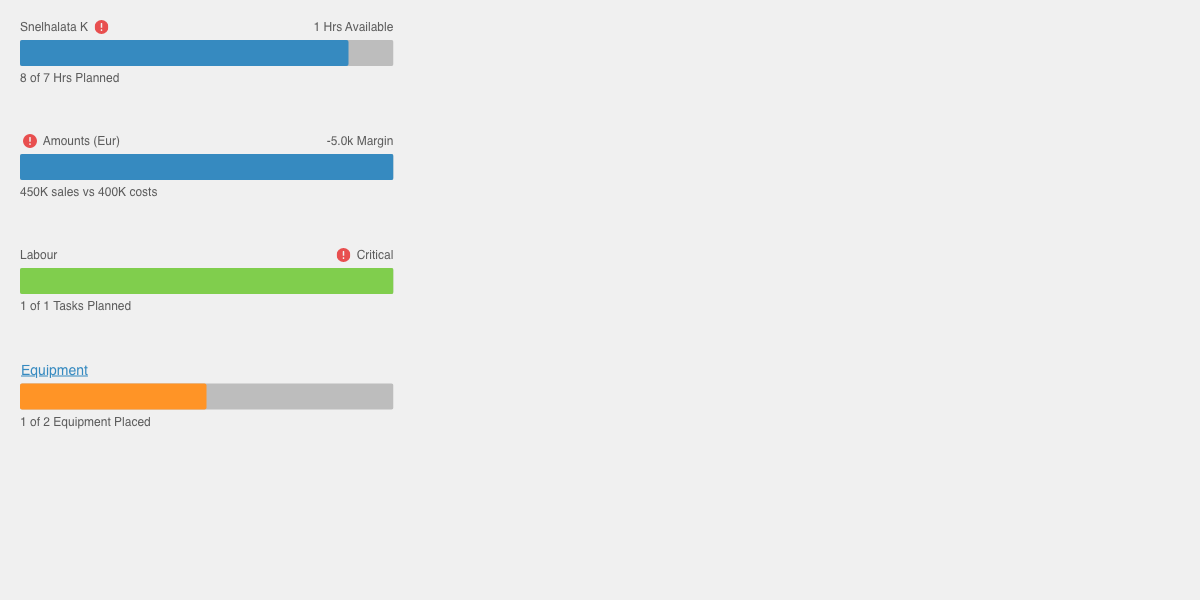 Snelhalata K 1 Hrs Available
8 of 7 Hrs Planned
Amounts (Eur) -5.0k Margin
450K sales vs 400K costs
Labour Critical
1 of 1 Tasks Planned
Equipment
1 of 2 Equipment Placed